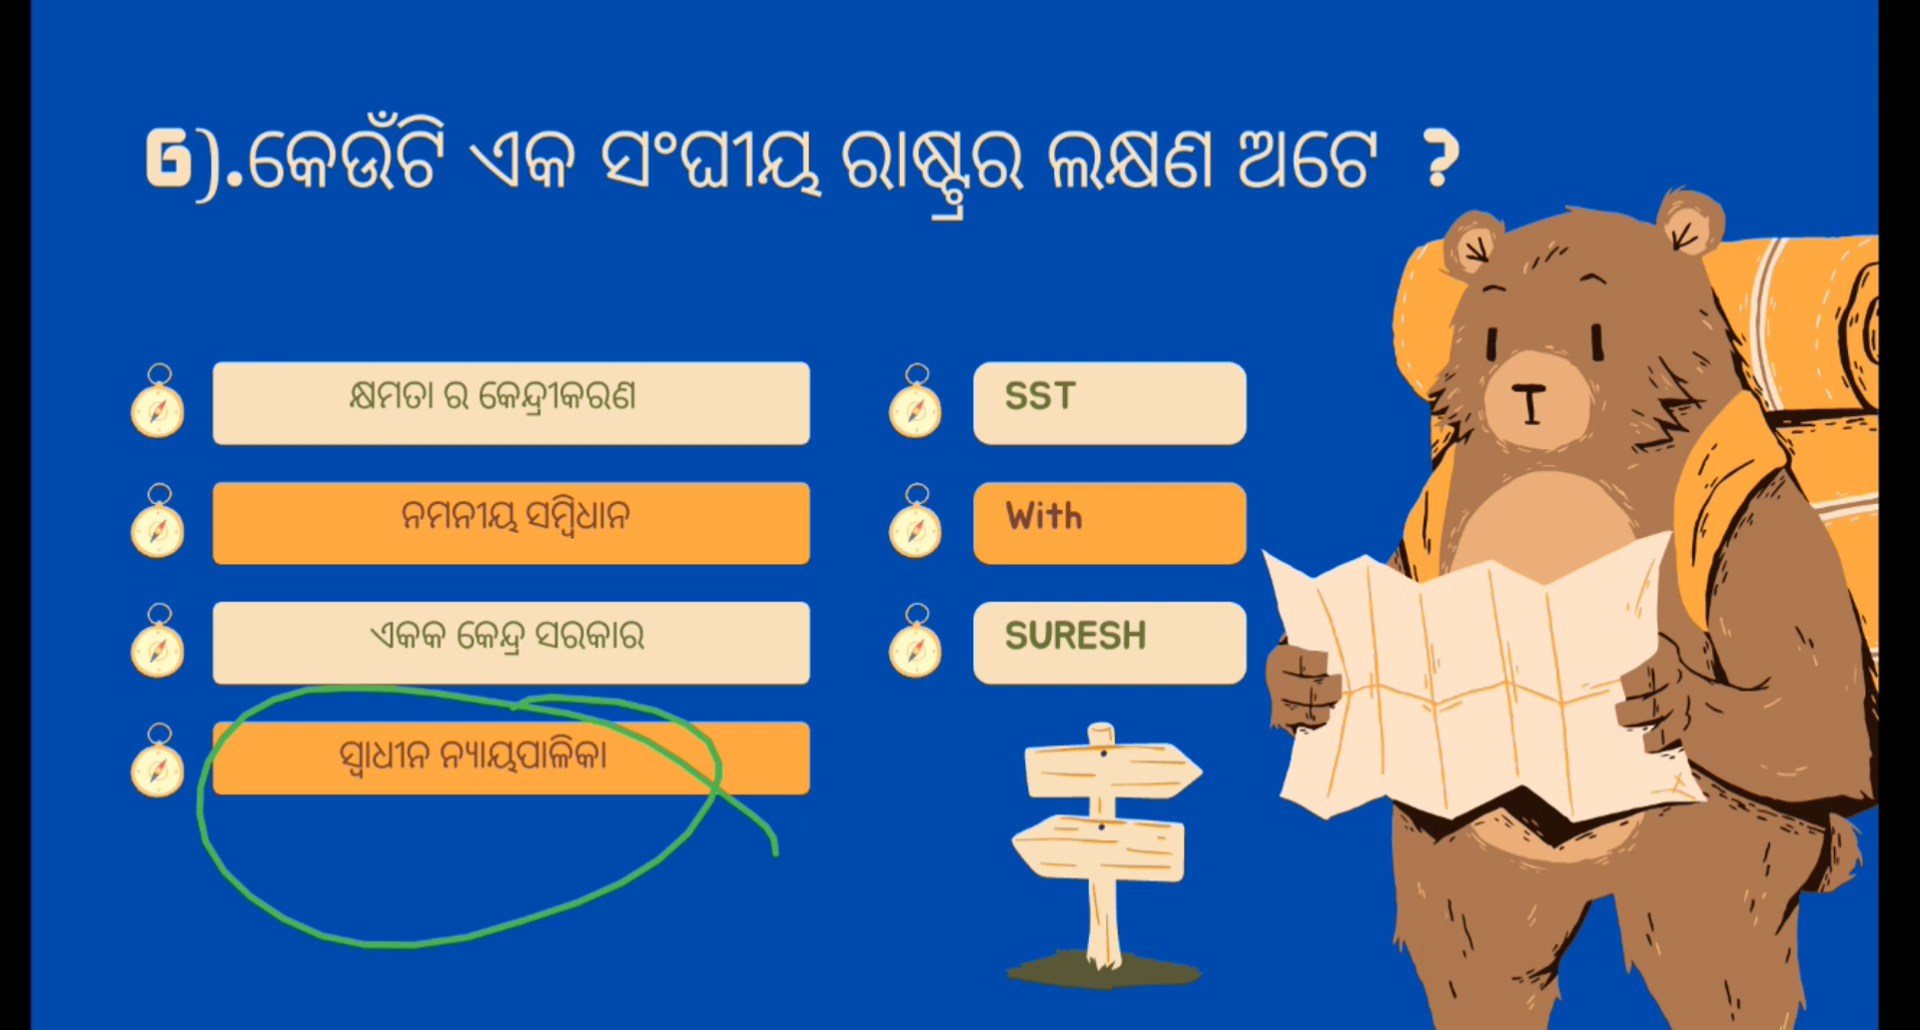 6).କେଉଁଟି ଏକ ସଂଘୀୟ ରାଷ୍ଟ୍ରର ଲକ୍ଷଣ ଅଟେ ?
କ୍ଷମତା ର କେନ୍ଦ୍ରୀକରଣ
ନମନୀୟ ସମ୍ବିଧାନ
ଏକକ କେନ୍ଦ୍ର ସରକାର
ସ୍ଵାଧୀନ ନ୍ୟାୟପାଳିକା
SST
With
SURESH